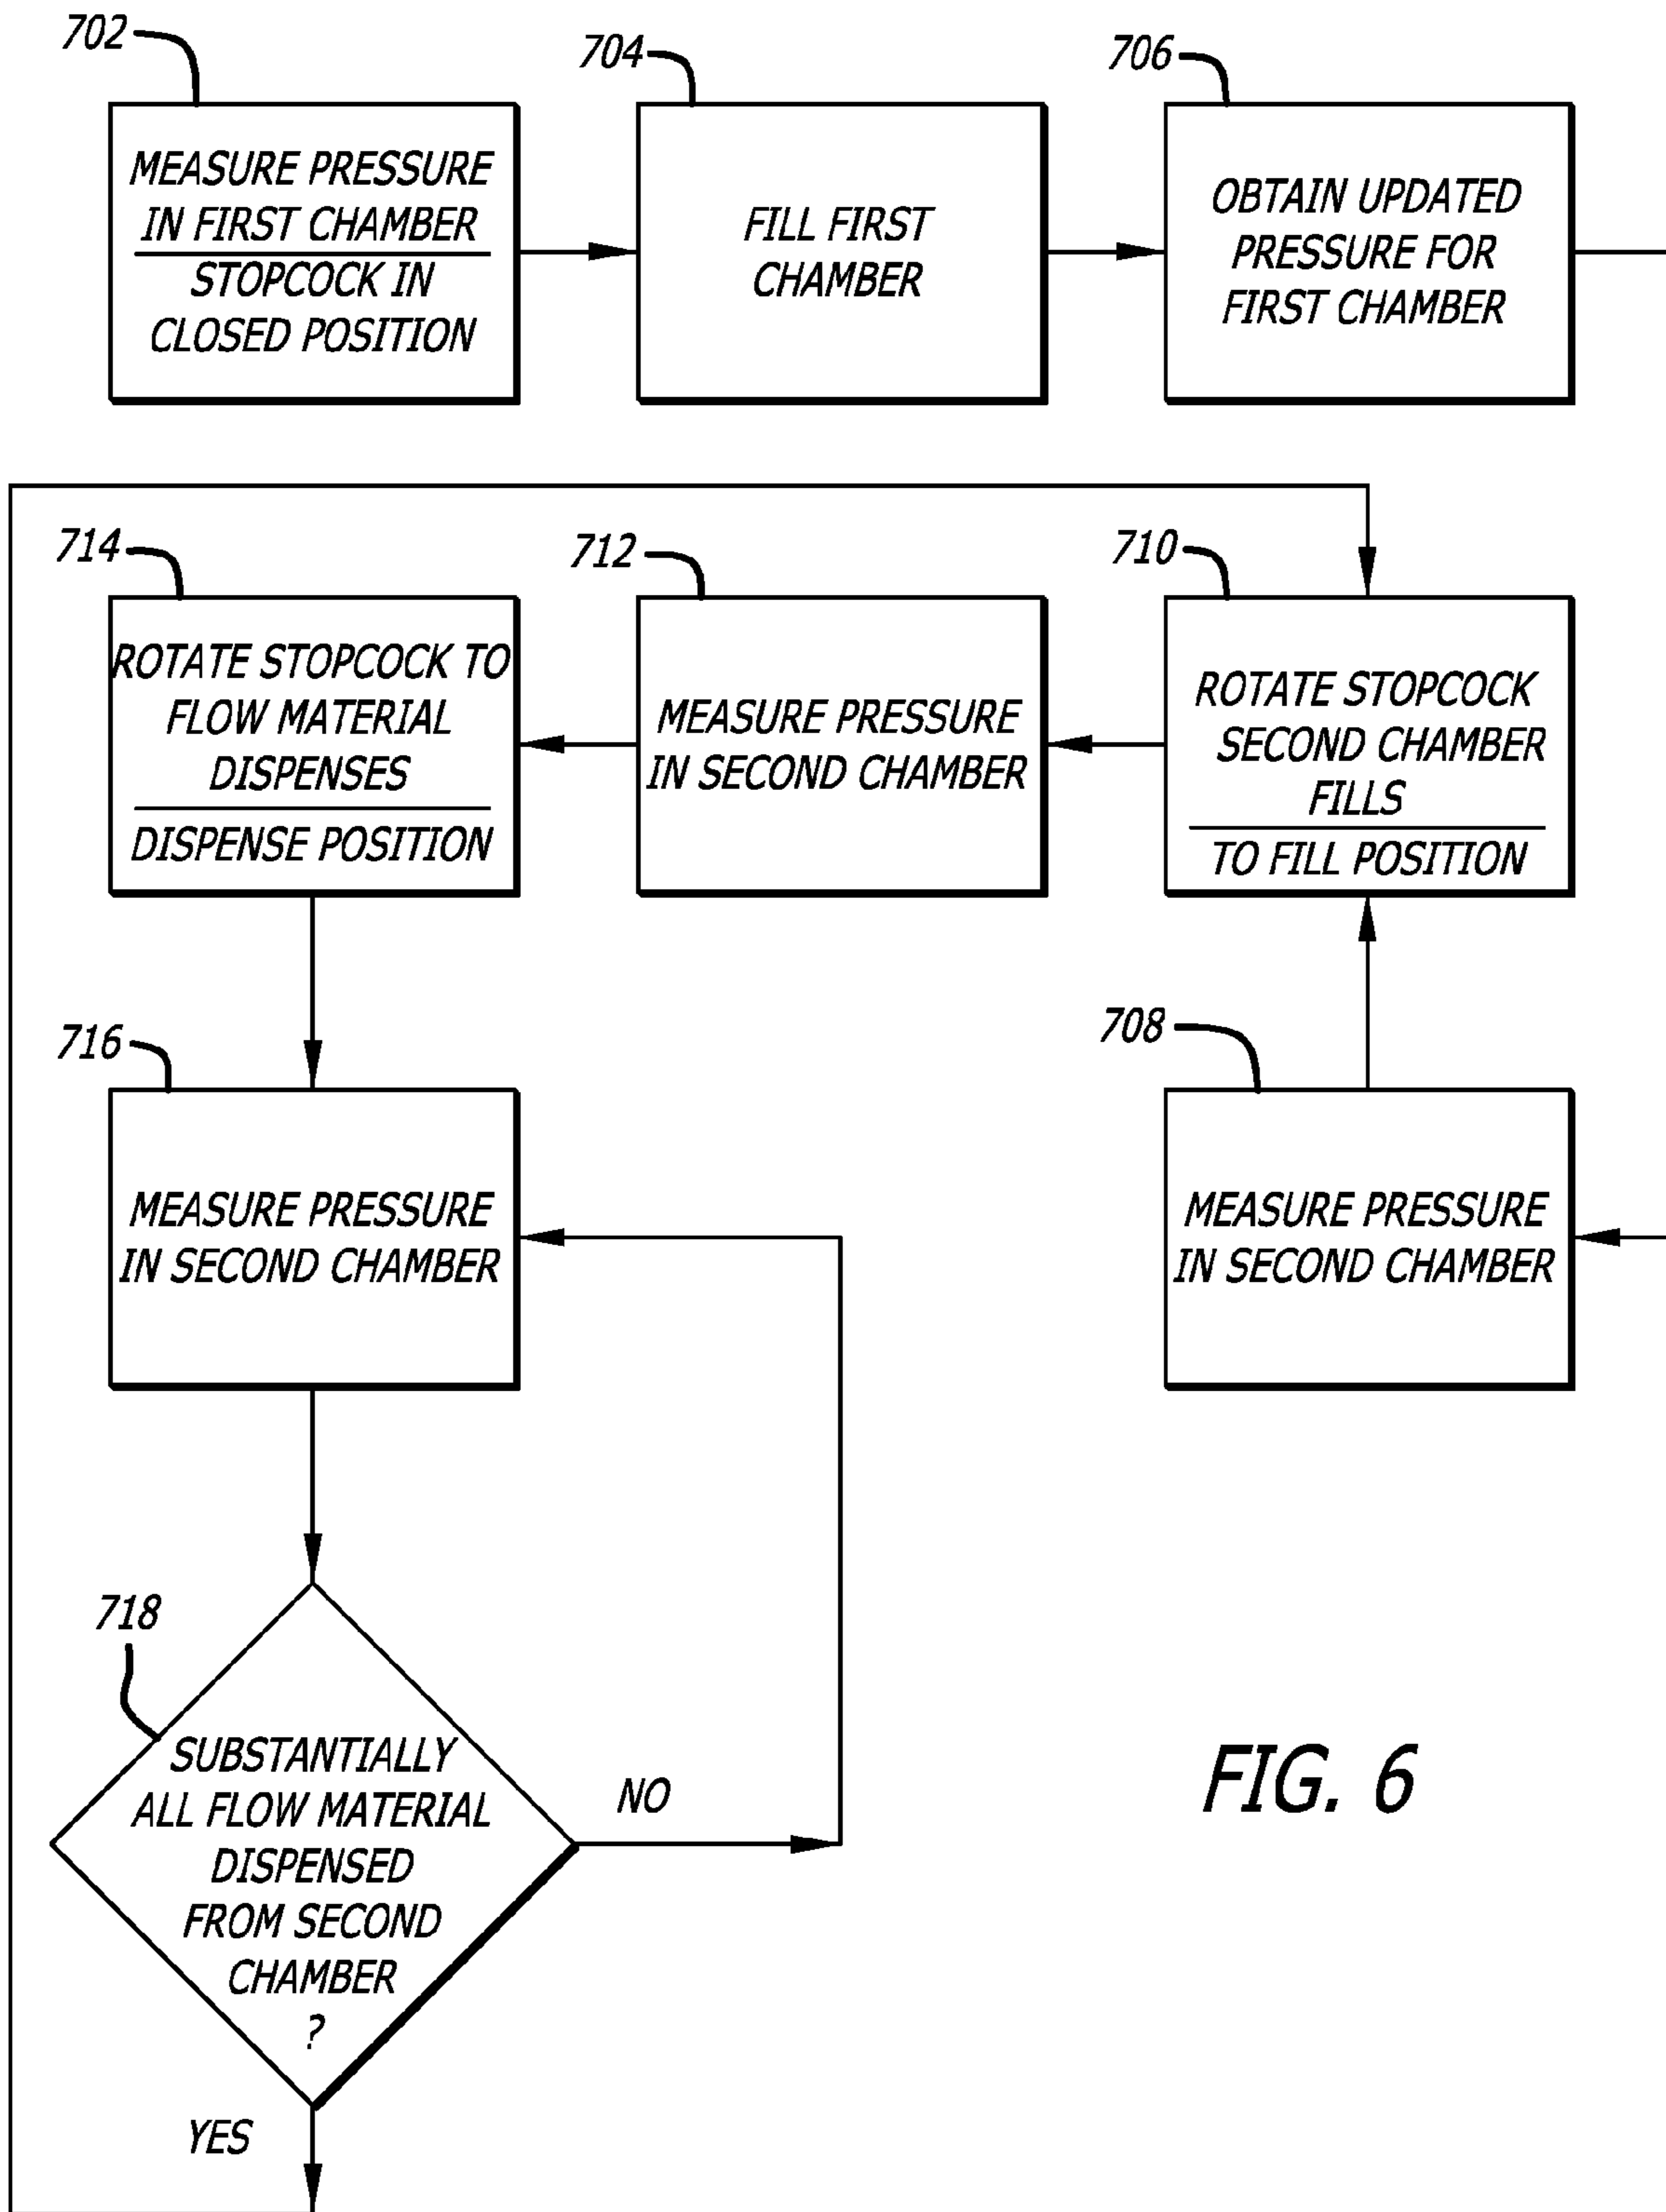 702
MEASURE PRESSURE
IN FIRST CHAMBER
STOPCOCK IN
CLOSED POSITION
704
FILL FIRST
CHAMBER
706
OBTAIN UPDATED
PRESSURE FOR
FIRST CHAMBER
714
ROTATE STOPCOCK TO
FLOW MATERIAL
DISPENSES
DISPENSE POSITION
712
MEASURE PRESSURE
IN SECOND CHAMBER
710
ROTATE STOPCOCK
SECOND CHAMBER
FILLS
TO FILL POSITION
716
MEASURE PRESSURE
IN SECOND CHAMBER
708
MEASURE PRESSURE
IN SECOND CHAMBER
718
SUBSTANTIALLY
ALL FLOW MATERIAL
DISPENSED
FROM SECOND
CHAMBER
?
NO
YES
FIG. 6